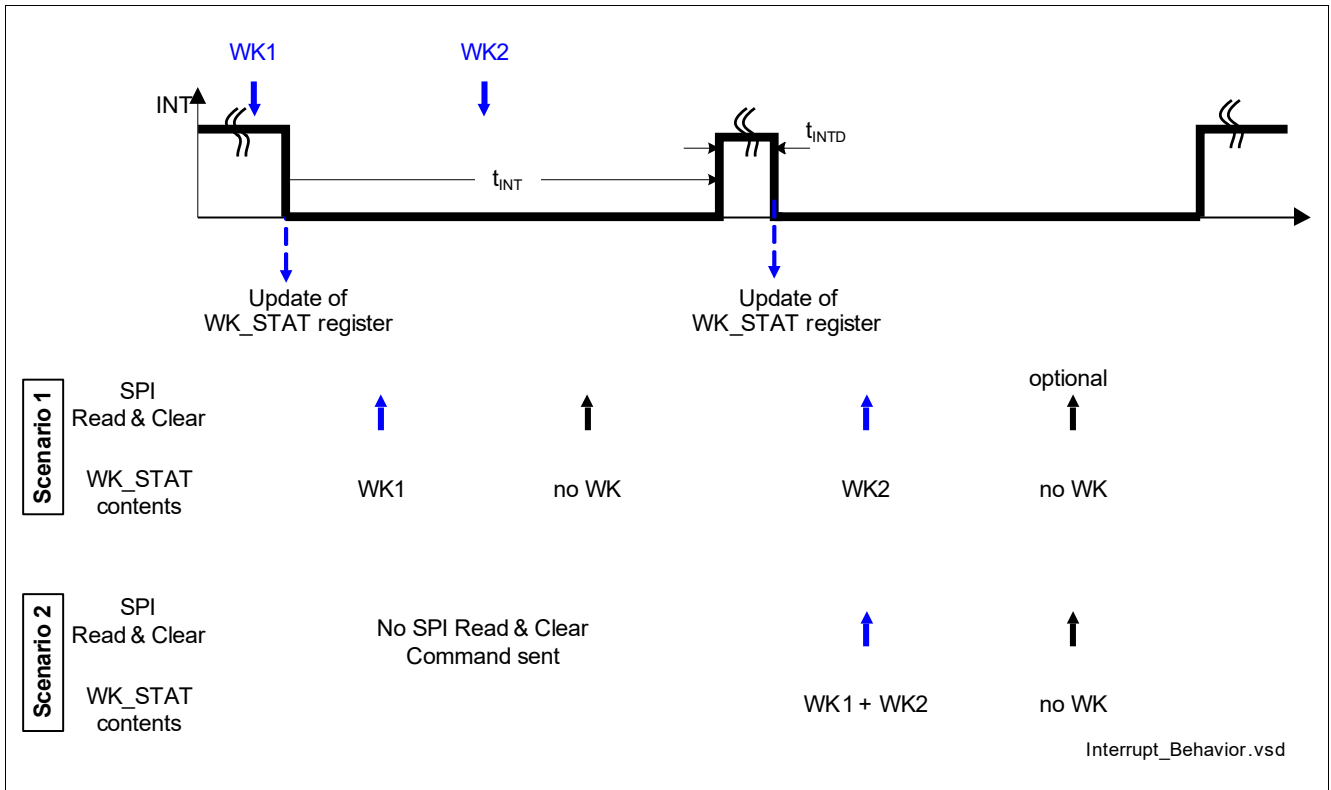 WK1
WK2
INT
tINTD
tINT
Update of
WK_STAT register
Update of
WK_STAT register
Scenario 1
SPI
Read & Clear
optional
WK_STAT
contents
WK1
no WK
WK2
no WK
Scenario 2
SPI
Read & Clear
No SPI Read & Clear
Command sent
WK_STAT
contents
WK1 + WK2
no WK
Interrupt_Behavior.vsd